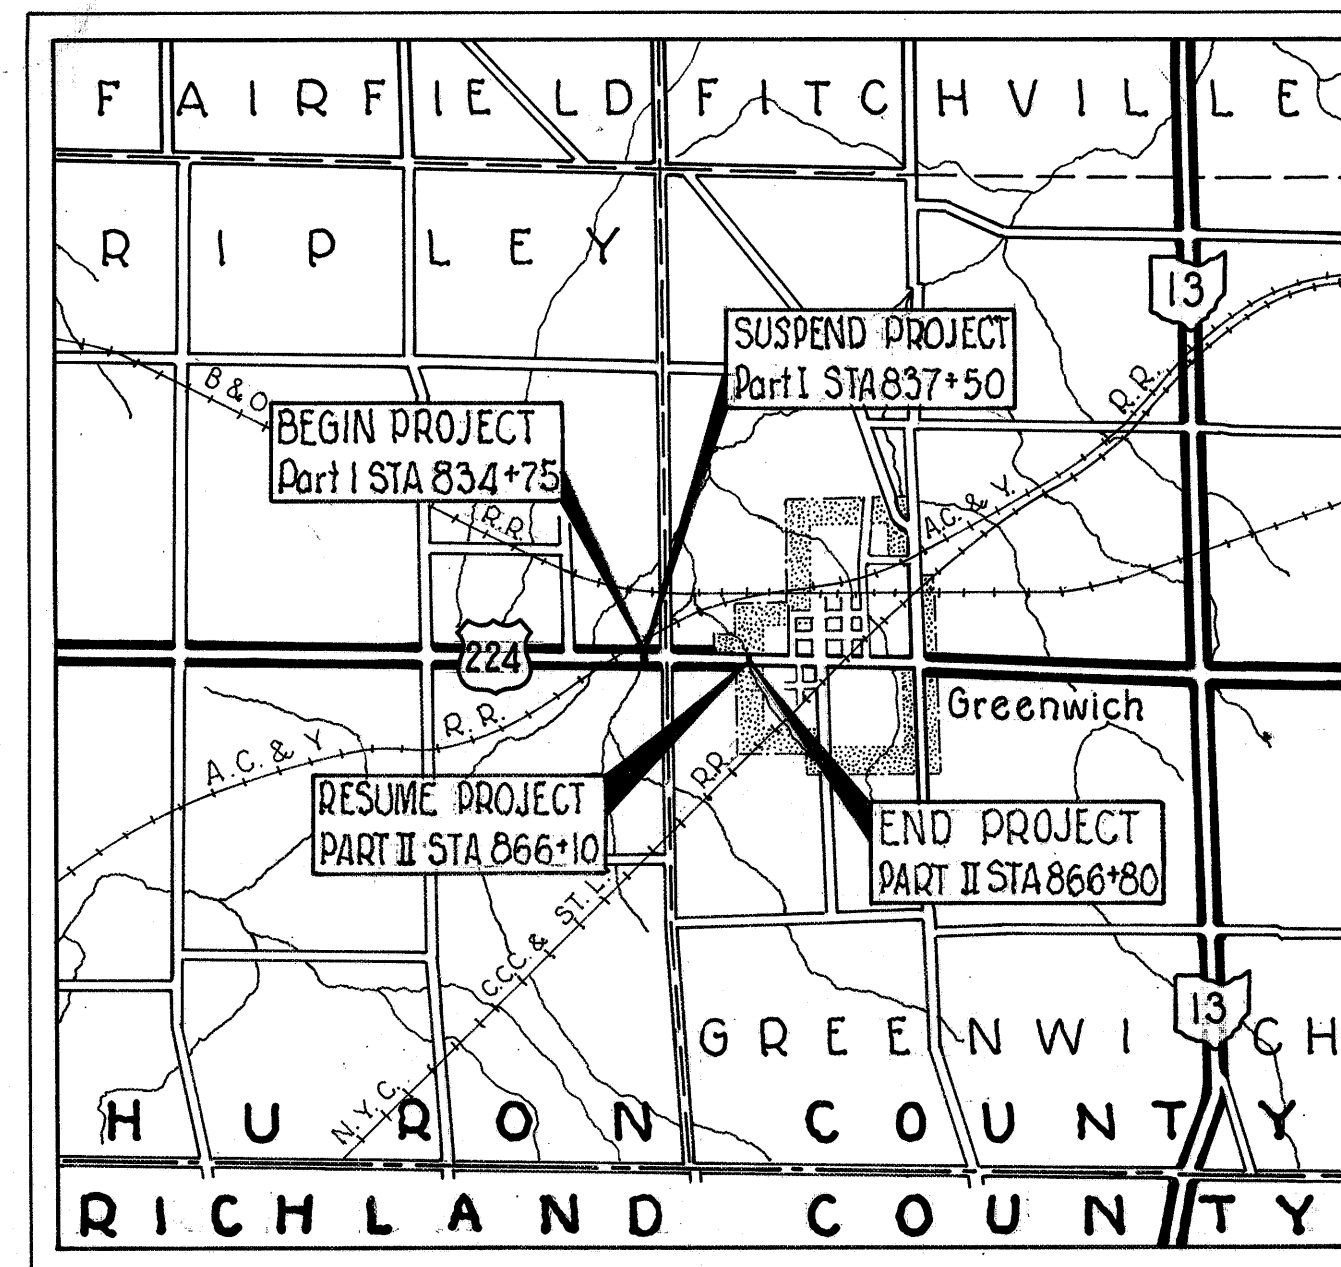 FAIRFIELD FITCHVILLE
RIPLEY
13
SUSPEND PROJECT
Part I STA 837+50
B & O
R.R.
BEGIN PROJECT
Part I STA 834+75
R.R.
A.C. & Y.
224
Greenwich
R. R.
A.C. & Y
R.R.
RESUME PROJECT
PART II STA 866+10
END PROJECT
PART II STA 866+80
C.C.C. & ST. L.
13
GREENWICH
N.Y.C.
HURON COUNTY
RICHLAND COUNTY